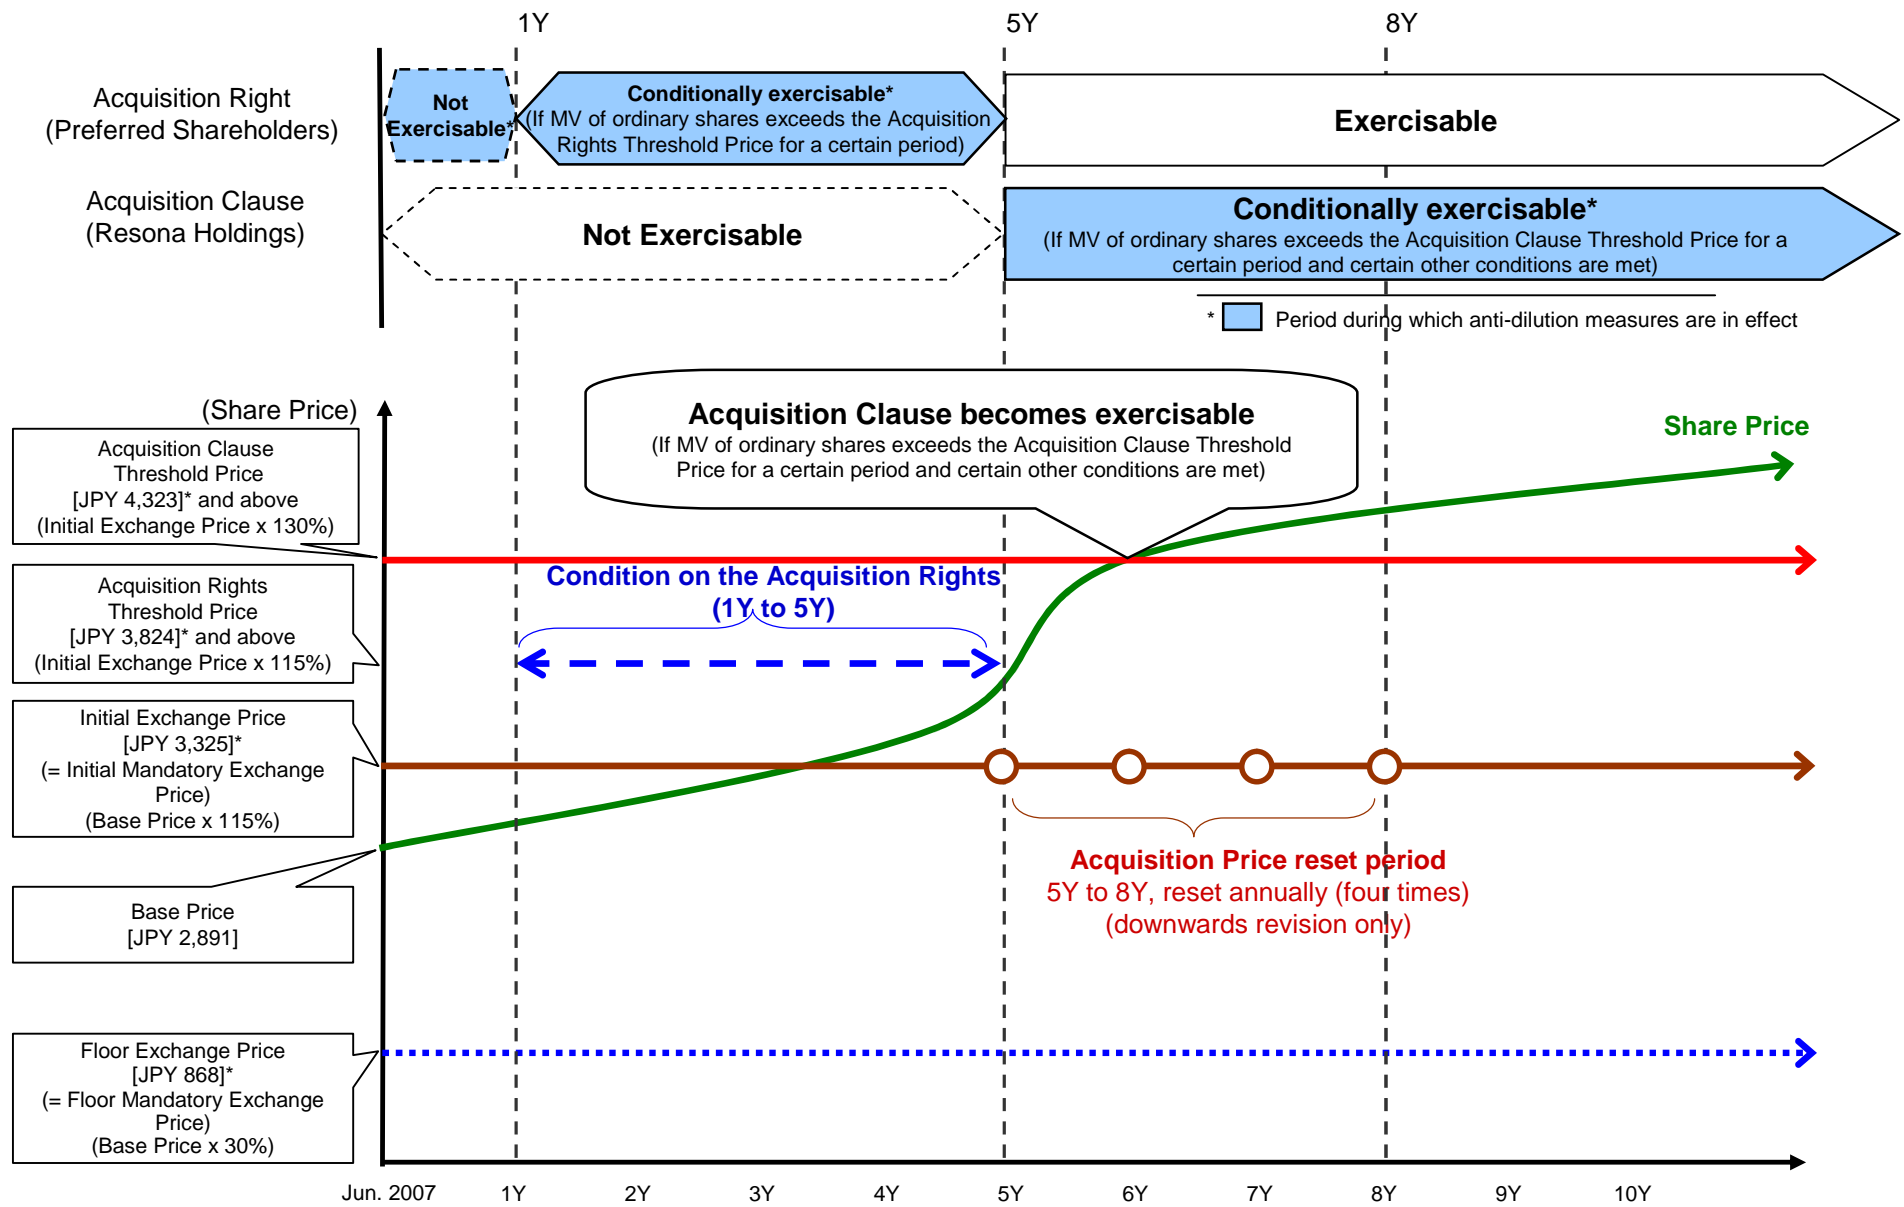 1Y
5Y
8Y
Acquisition Right
(Preferred Shareholders)
Not
Exercisable*
Conditionally exercisable*
(If MV of ordinary shares exceeds the Acquisition
Rights Threshold Price for a certain period)
Exercisable
Acquisition Clause
(Resona Holdings)
Not Exercisable
Conditionally exercisable*
(If MV of ordinary shares exceeds the Acquisition Clause Threshold Price for a
certain period and certain other conditions are met)
* Period during which anti-dilution measures are in effect
(Share Price)
Acquisition Clause becomes exercisable
(If MV of ordinary shares exceeds the Acquisition Clause Threshold
Price for a certain period and certain other conditions are met)
Share Price
Acquisition Clause
Threshold Price
[JPY 4,323]* and above
(Initial Exchange Price x 130%)
Condition on the Acquisition Rights
(1Y to 5Y)
Acquisition Rights
Threshold Price
[JPY 3,824]* and above
(Initial Exchange Price x 115%)
Initial Exchange Price
[JPY 3,325]*
(= Initial Mandatory Exchange
Price)
(Base Price x 115%)
Acquisition Price reset period
5Y to 8Y, reset annually (four times)
(downwards revision only)
Base Price
[JPY 2,891]
Floor Exchange Price
[JPY 868]*
(= Floor Mandatory Exchange
Price)
(Base Price x 30%)
Jun. 2007
1Y
2Y
3Y
4Y
5Y
6Y
7Y
8Y
9Y
10Y